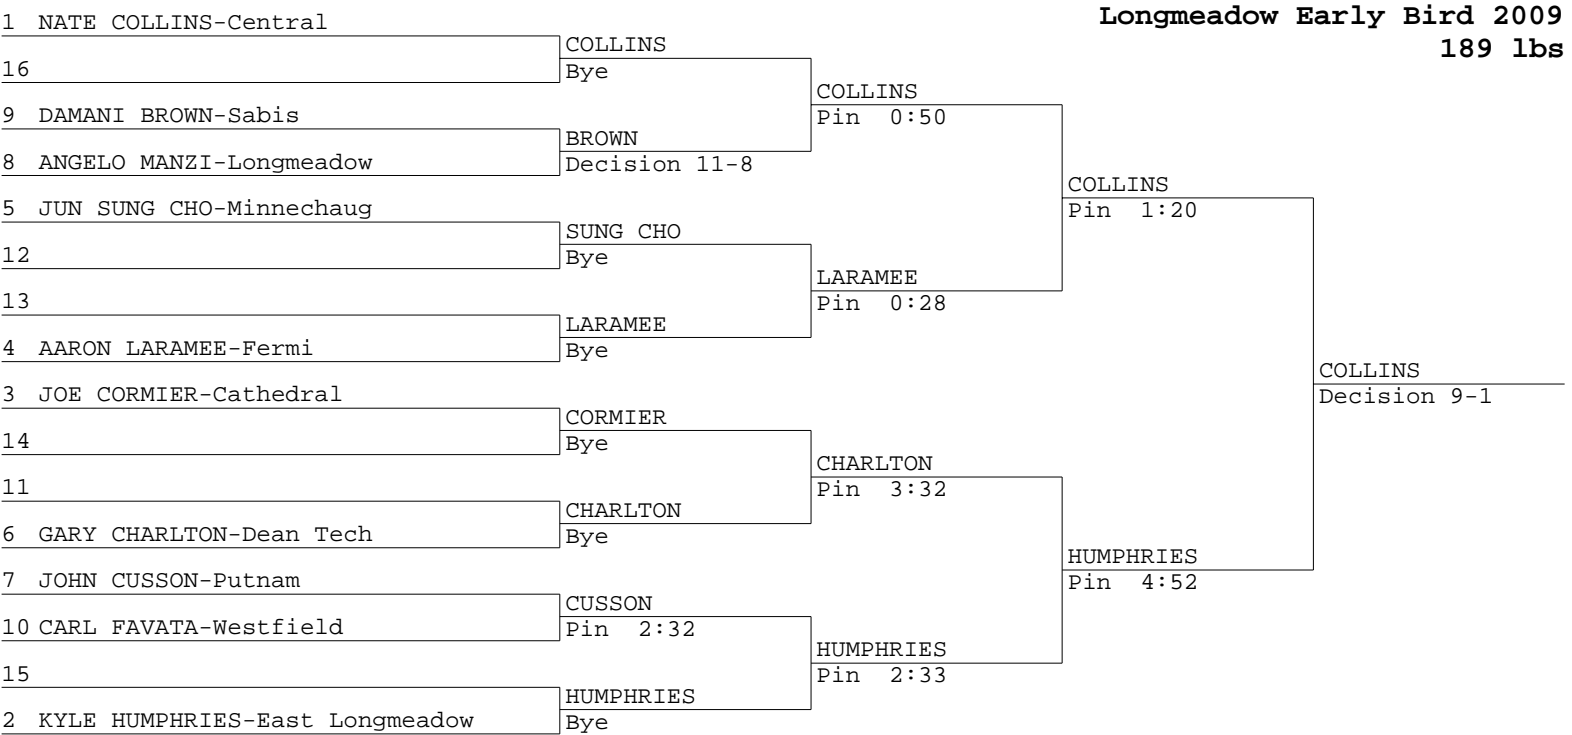 Longmeadow Early Bird 2009
189 lbs
1 NATE COLLINS-Central
16
9 DAMANI BROWN-Sabis
8 ANGELO MANZI-Longmeadow
5 JUN SUNG CHO-Minnechaug
12
13
4 AARON LARAMEE-Fermi
3 JOE CORMIER-Cathedral
14
11
6 GARY CHARLTON-Dean Tech
7 JOHN CUSSON-Putnam
10 CARL FAVATA-Westfield
15
2 KYLE HUMPHRIES-East Longmeadow
COLLINS
Bye
BROWN
Decision 11-8
SUNG CHO
Bye
LARAMEE
Bye
CORMIER
Bye
CHARLTON
Bye
CUSSON
Pin 2:32
HUMPHRIES
Bye
COLLINS
Pin 0:50
LARAMEE
Pin 0:28
CHARLTON
Pin 3:32
HUMPHRIES
Pin 2:33
COLLINS
Pin 1:20
HUMPHRIES
Pin 4:52
COLLINS
Decision 9-1